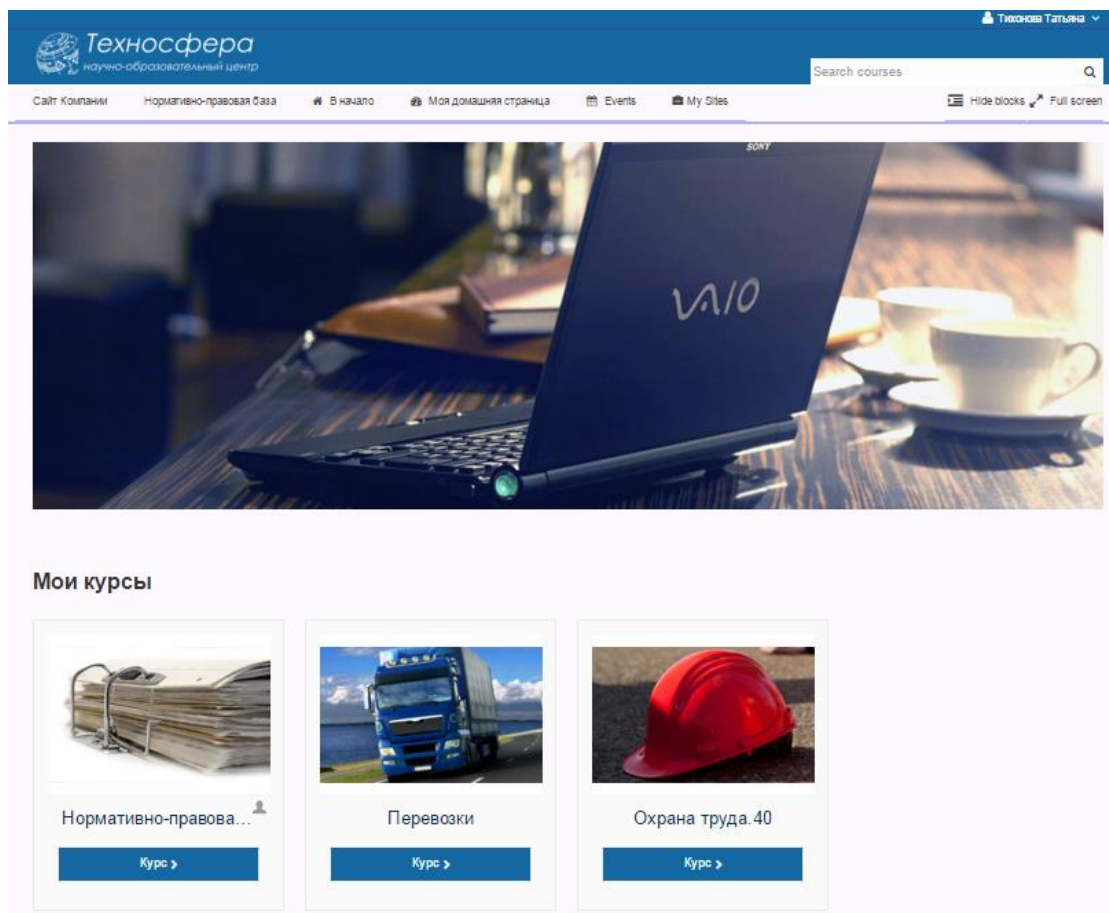 Тихонова Татьяна
Техносфера
научно-образовательный центр
Search courses
Сайт Компании Нормативно-правовая база В начало Моя домашняя страница Events My Sites Hide blocks Full screen
SONY
VAIO
Мои курсы
Нормативно-правова...
Перевозки
Охрана труда.40
Курс
Курс
Курс